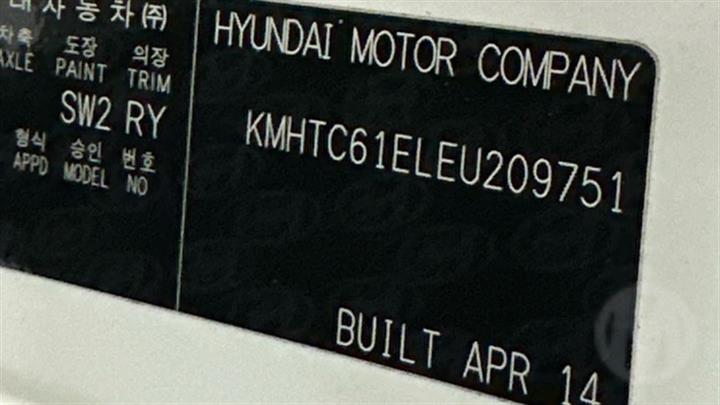 대자동차(주)
차축 도장 의장
AXLE PAINT TRIM
SW2 RY
형식 승인 번호
APPD MODEL NO
HYUNDAI MOTOR COMPANY
KMHTC61ELEU209751
BUILT APR 14